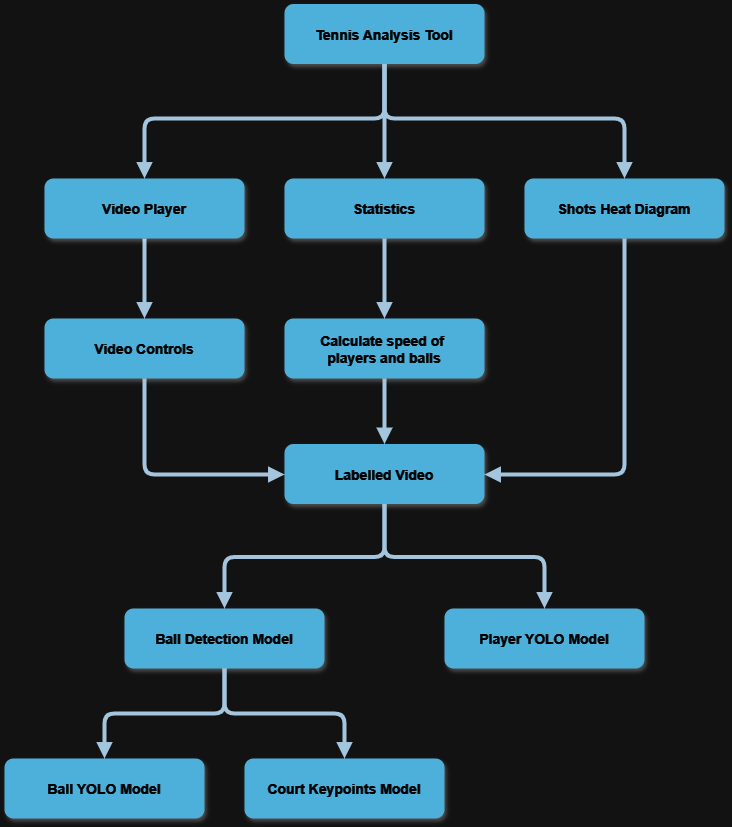 Tennis Analysis Tool
Video Player
Statistics
Shots Heat Diagram
Video Controls
Calculate speed of
players and balls
Labelled Video
Ball Detection Model
Player YOLO Model
Ball YOLO Model
Court Keypoints Model